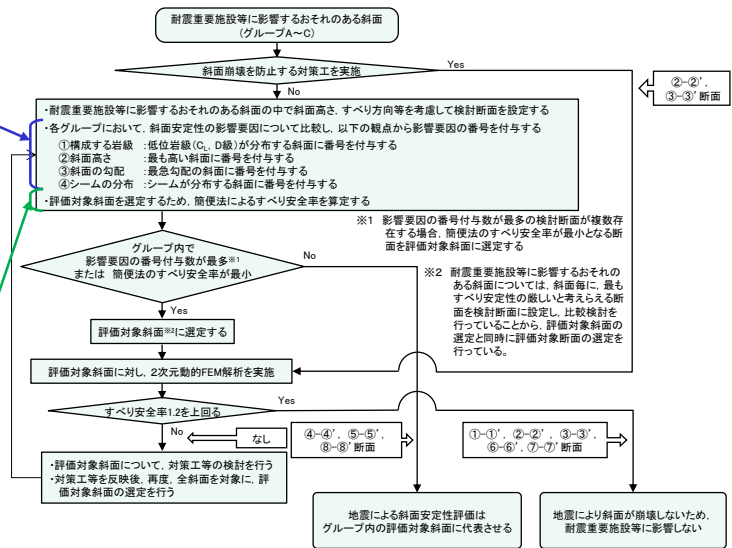 耐震重要施設等に影響するおそれのある斜面
(グループA～C)
斜面崩壊を防止する対策工を実施
Yes
No
②-②',
③-③' 断面
・耐震重要施設等に影響するおそれのある斜面の中で斜面高さ，すべり方向等を考慮して検討断面を設定する
・各グループにおいて，斜面安定性の影響要因について比較し，以下の観点から影響要因の番号を付与する
①構成する岩級 ：低位岩級(CL，D級)が分布する斜面に番号を付与する
②斜面高さ ：最も高い斜面に番号を付与する
③斜面の勾配 ：最急勾配の斜面に番号を付与する
④シームの分布 ：シームが分布する斜面に番号を付与する
・評価対象斜面を選定するため，簡便法によるすべり安全率を算定する
※1 影響要因の番号付与数が最多の検討断面が複数存
在する場合，簡便法のすべり安全率が最小となる断
面を評価対象斜面に選定する
グループ内で
影響要因の番号付与数が最多※1
または 簡便法のすべり安全率が最小
No
Yes
※2 耐震重要施設等に影響するおそれの
ある斜面については，斜面毎に，最も
すべり安定性の厳しいと考えらえる断
面を検討断面に設定し，比較検討を
行っていることから，評価対象斜面の
選定と同時に評価対象断面の選定を
行っている。
評価対象斜面※2に選定する
評価対象斜面に対し，2次元動的FEM解析を実施
すべり安全率1.2を上回る
Yes
No
なし
④-④'，⑤-⑤'，
⑧-⑧' 断面
①-①'，②-②'，③-③'，
⑥-⑥'，⑦-⑦' 断面
・評価対象斜面について，対策工等の検討を行う
・対策工等を反映後，再度，全斜面を対象に，評
価対象斜面の選定を行う
地震による斜面安定性評価は
グループ内の評価対象斜面に代表させる
地震により斜面が崩壊しないため，
耐震重要施設等に影響しない